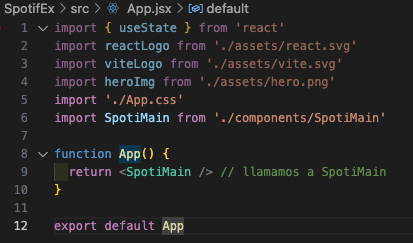 SpotifEx > src > App.jsx > default
1 import { useState } from 'react'
2 import reactLogo from './assets/react.svg'
3 import viteLogo from './assets/vite.svg'
4 import heroImg from './assets/hero.png'
5 import './App.css'
6 import SpotiMain from './components/SpotiMain'
7
8 function App() {
9 return <SpotiMain /> // llamamos a SpotiMain
10 }
11
12 export default App